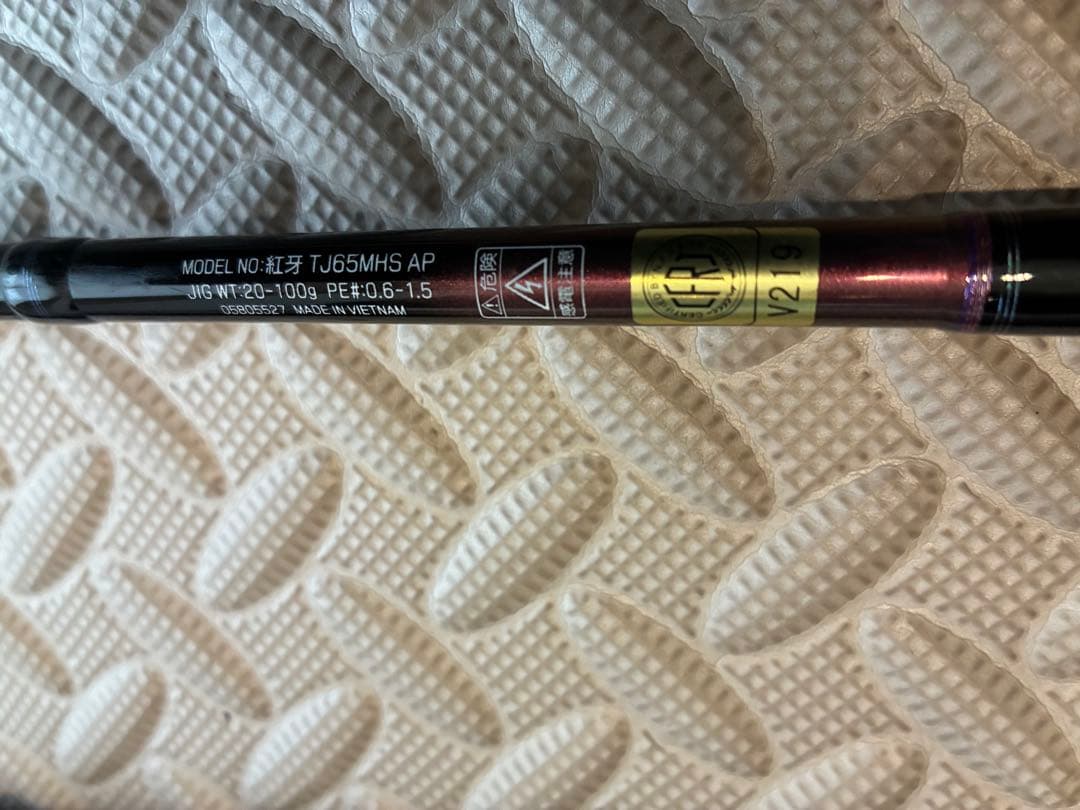 MODEL NO:紅牙 TJ65MHS AP
JIG WT:20-100g PE#:0.6-1.5
05805527 MADE IN VIETNAM
危険
感電注意
CERJ
V219